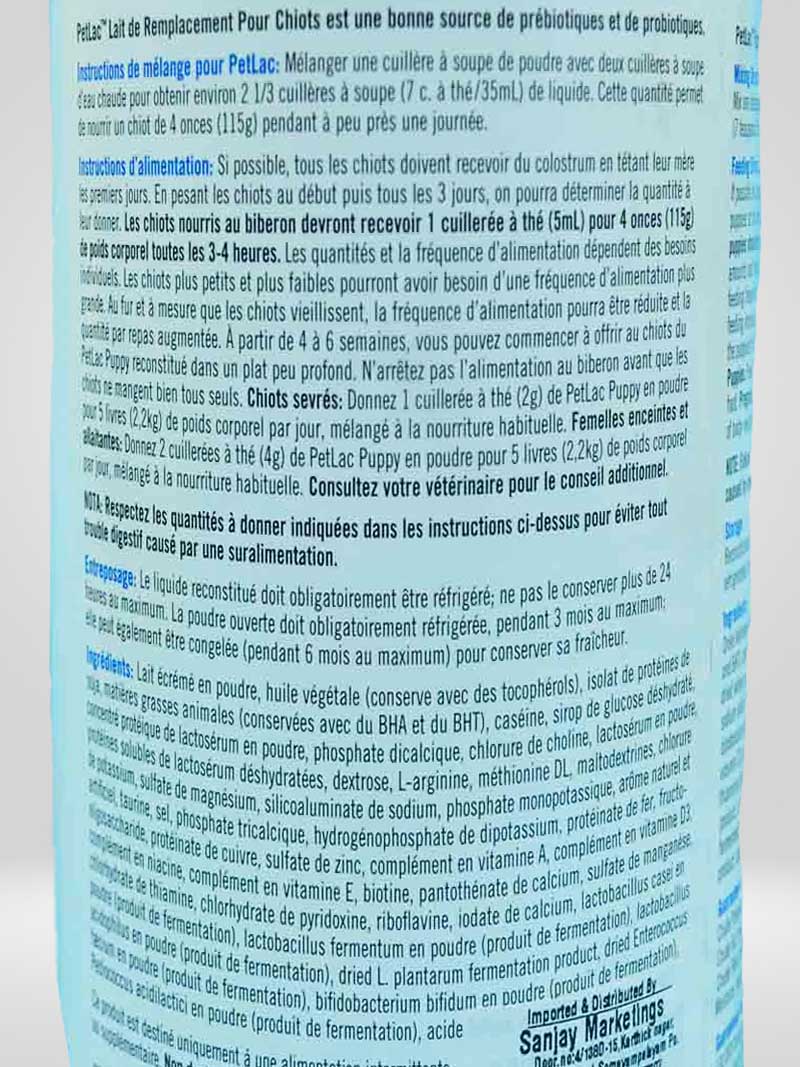 PetLac™ Lait de Remplacement Pour Chiots est une bonne source de prébiotiques et de probiotiques.
Instructions de mélange pour PetLac: Mélanger une cuillère à soupe de poudre avec deux cuillères à soupe
d'eau chaude pour obtenir environ 2 1/3 cuillères à soupe (7 c. à thé/35mL) de liquide. Cette quantité permet
de nourrir un chiot de 4 onces (115g) pendant à peu près une journée.
Instructions d'alimentation: Si possible, tous les chiots doivent recevoir du colostrum en tétant leur mère
les premiers jours. En pesant les chiots au début puis tous les 3 jours, on pourra déterminer la quantité à
leur donner. Les chiots nourris au biberon devront recevoir 1 cuillerée à thé (5mL) pour 4 onces (115g)
de poids corporel toutes les 3-4 heures. Les quantités et la fréquence d'alimentation dépendent des besoins
individuels. Les chiots plus petits et plus faibles pourront avoir besoin d'une fréquence d'alimentation plus
grande. Au fur et à mesure que les chiots vieillissent, la fréquence d'alimentation pourra être réduite et la
quantité par repas augmentée. À partir de 4 à 6 semaines, vous pouvez commencer à offrir au chiots du
PetLac Puppy reconstitué dans un plat peu profond. N'arrêtez pas l'alimentation au biberon avant que les
chiots ne mangent bien tous seuls. Chiots sevrés: Donnez 1 cuillerée à thé (2g) de PetLac Puppy en poudre
pour 5 livres (2,2kg) de poids corporel par jour, mélangé à la nourriture habituelle. Femelles enceintes et
allaitantes: Donnez 2 cuillerées à thé (4g) de PetLac Puppy en poudre pour 5 livres (2,2kg) de poids corporel
par jour, mélangé à la nourriture habituelle. Consultez votre vétérinaire pour le conseil additionnel.
NOTA: Respectez les quantités à donner indiquées dans les instructions ci-dessus pour éviter tout
trouble digestif causé par une suralimentation.
Entreposage: Le liquide reconstitué doit obligatoirement être réfrigéré; ne pas le conserver plus de 24
heures au maximum. La poudre ouverte doit obligatoirement réfrigérée, pendant 3 mois au maximum;
elle peut également être congelée (pendant 6 mois au maximum) pour conserver sa fraîcheur.
Ingrédients: Lait écrémé en poudre, huile végétale (conserve avec des tocophérols), isolat de protéines de
soja, matières grasses animales (conservées avec du BHA et du BHT), caséine, sirop de glucose déshydraté,
concentré protéique de lactosérum en poudre, phosphate dicalcique, chlorure de choline, lactosérum en poudre,
protéines solubles de lactosérum déshydratées, dextrose, L-arginine, méthionine DL, maltodextrines, chlorure
de potassium, sulfate de magnésium, silicoaluminate de sodium, phosphate monopotassique, arôme naturel et
artificiel, taurine, sel, phosphate tricalcique, hydrogénophosphate de dipotassium, protéinate de fer, fructo-
oligosaccharide, protéinate de cuivre, sulfate de zinc, complément en vitamine A, complément en vitamine D3,
complément en niacine, complément en vitamine E, biotine, pantothénate de calcium, sulfate de manganèse,
chlorhydrate de thiamine, chlorhydrate de pyridoxine, riboflavine, iodate de calcium, lactobacillus casei en
poudre (produit de fermentation), lactobacillus fermentum en poudre (produit de fermentation), lactobacillus
acidophilus en poudre (produit de fermentation), dried L. plantarum fermentation product, dried Enterococcus
faecium en poudre (produit de fermentation), bifidobacterium bifidum en poudre (produit de fermentation),
Pediococcus acidilactici en poudre (produit de fermentation), acide
Ce produit est destiné uniquement à une alimentation intermittente
ou supplémentaire.
Imported & Distributed By
Sanjay Marketings
Door.no:4/1380-15, Karthick nagar,